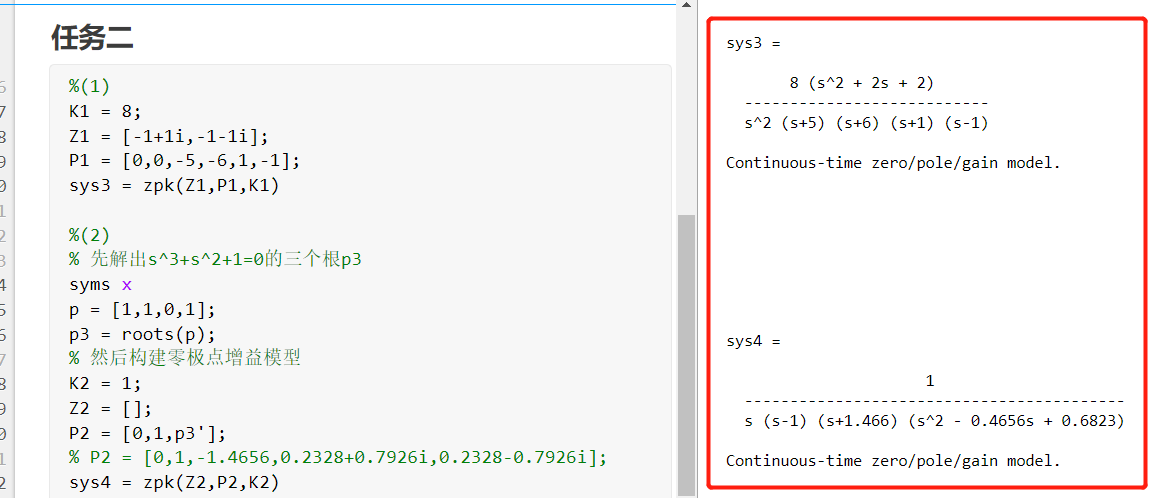 任务二
%(1)
K1 = 8;
Z1 = [-1+1i,-1-1i];
P1 = [0,0,-5,-6,1,-1];
sys3 = zpk(Z1,P1,K1)
%(2)
% 先解出s^3+s^2+1=0的三个根p3
syms x
p = [1,1,0,1];
p3 = roots(p);
% 然后构建零极点增益模型
K2 = 1;
Z2 = [];
P2 = [0,1,p3'];
% P2 = [0,1,-1.4656,0.2328+0.7926i,0.2328-0.7926i];
sys4 = zpk(Z2,P2,K2)
sys3 =
8 (s^2 + 2s + 2)
---------------------------
s^2 (s+5) (s+6) (s+1) (s-1)
Continuous-time zero/pole/gain model.
sys4 =
1
-----------------------------------------
s (s-1) (s+1.466) (s^2 - 0.4656s + 0.6823)
Continuous-time zero/pole/gain model.